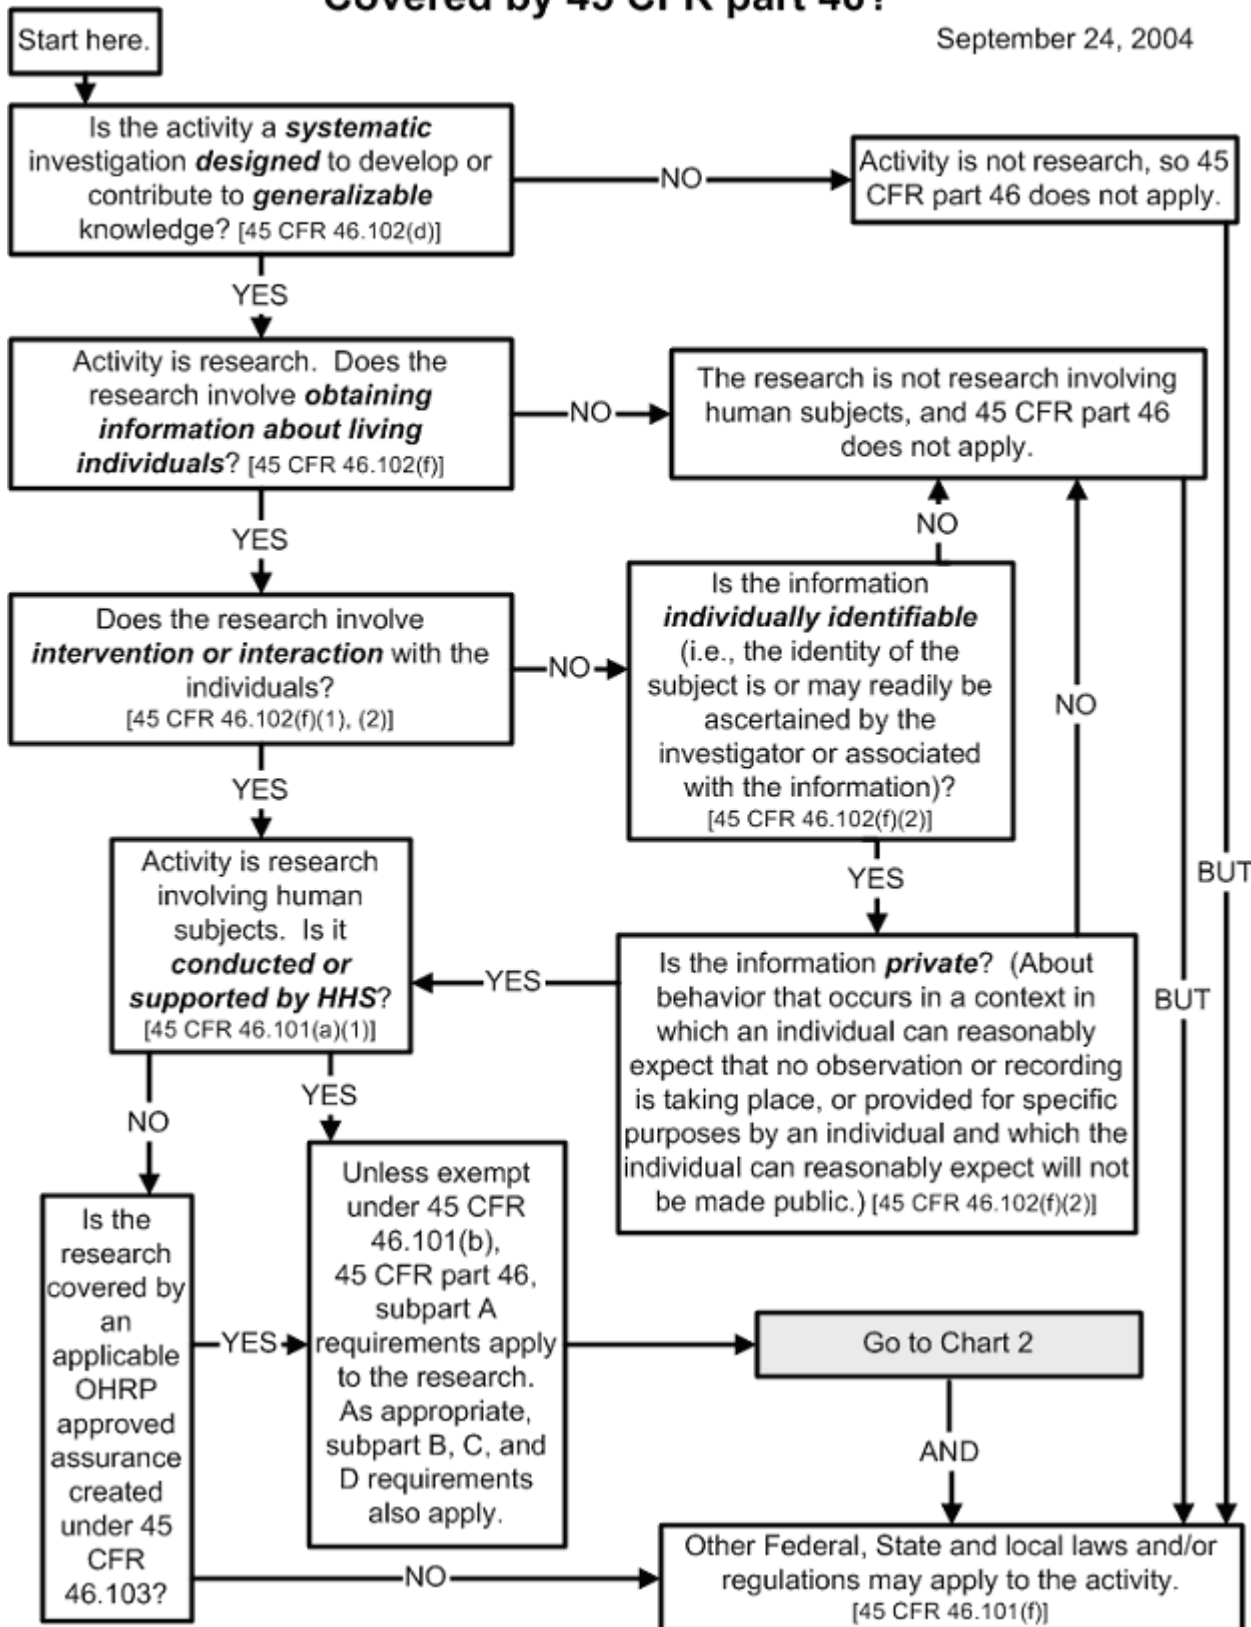 Covered by 45 CFR part 46?
September 24, 2004
Start here.
Is the activity a systematic
investigation designed to develop or
contribute to generalizable
knowledge? [45 CFR 46.102(d)]
NO
Activity is not research, so 45
CFR part 46 does not apply.
YES
Activity is research. Does the
research involve obtaining
information about living
individuals? [45 CFR 46.102(f)]
NO
The research is not research involving
human subjects, and 45 CFR part 46
does not apply.
YES
NO
Does the research involve
intervention or interaction with the
individuals?
[45 CFR 46.102(f)(1), (2)]
NO
Is the information
individually identifiable
(i.e., the identity of the
subject is or may readily be
ascertained by the
investigator or associated
with the information)?
[45 CFR 46.102(f)(2)]
NO
YES
YES
BUT
Activity is research
involving human
subjects. Is it
conducted or
supported by HHS?
[45 CFR 46.101(a)(1)]
YES
Is the information private? (About
behavior that occurs in a context in
which an individual can reasonably
expect that no observation or recording
is taking place, or provided for specific
purposes by an individual and which the
individual can reasonably expect will not
be made public.) [45 CFR 46.102(f)(2)]
BUT
NO
YES
Is the
research
covered by
an
applicable
OHRP
approved
assurance
created
under 45
CFR
46.103?
YES
Unless exempt
under 45 CFR
46.101(b),
45 CFR part 46,
subpart A
requirements apply
to the research.
As appropriate,
subpart B, C, and
D requirements
also apply.
Go to Chart 2
AND
NO
Other Federal, State and local laws and/or
regulations may apply to the activity.
[45 CFR 46.101(f)]